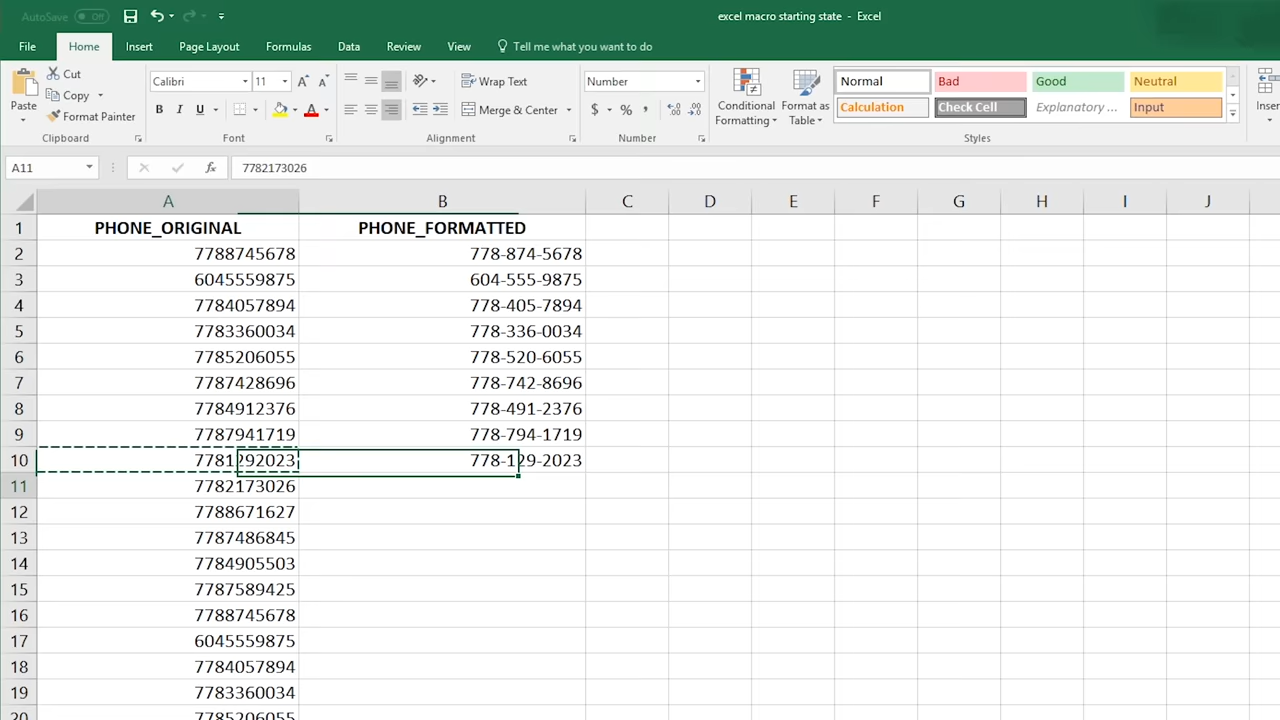 AutoSave Off excel macro starting state - Excel
File Home Insert Page Layout Formulas Data Review View Tell me what you want to do
Paste Cut Copy Format Painter Clipboard
Calibri 11 B I U A Font
Wrap Text Merge & Center Alignment
Number $ % , Number
Conditional Formatting Format as Table
Normal Bad Good Neutral
Calculation Check Cell Explanatory ... Input
Styles
A11 fx 7782173026
A B C D E F G H I J
1 PHONE_ORIGINAL PHONE_FORMATTED
2 7788745678 778-874-5678
3 6045559875 604-555-9875
4 7784057894 778-405-7894
5 7783360034 778-336-0034
6 7785206055 778-520-6055
7 7787428696 778-742-8696
8 7784912376 778-491-2376
9 7787941719 778-794-1719
10 7781292023 778-129-2023
11 7782173026
12 7788671627
13 7787486845
14 7784905503
15 7787589425
16 7788745678
17 6045559875
18 7784057894
19 7783360034
20 7785206055